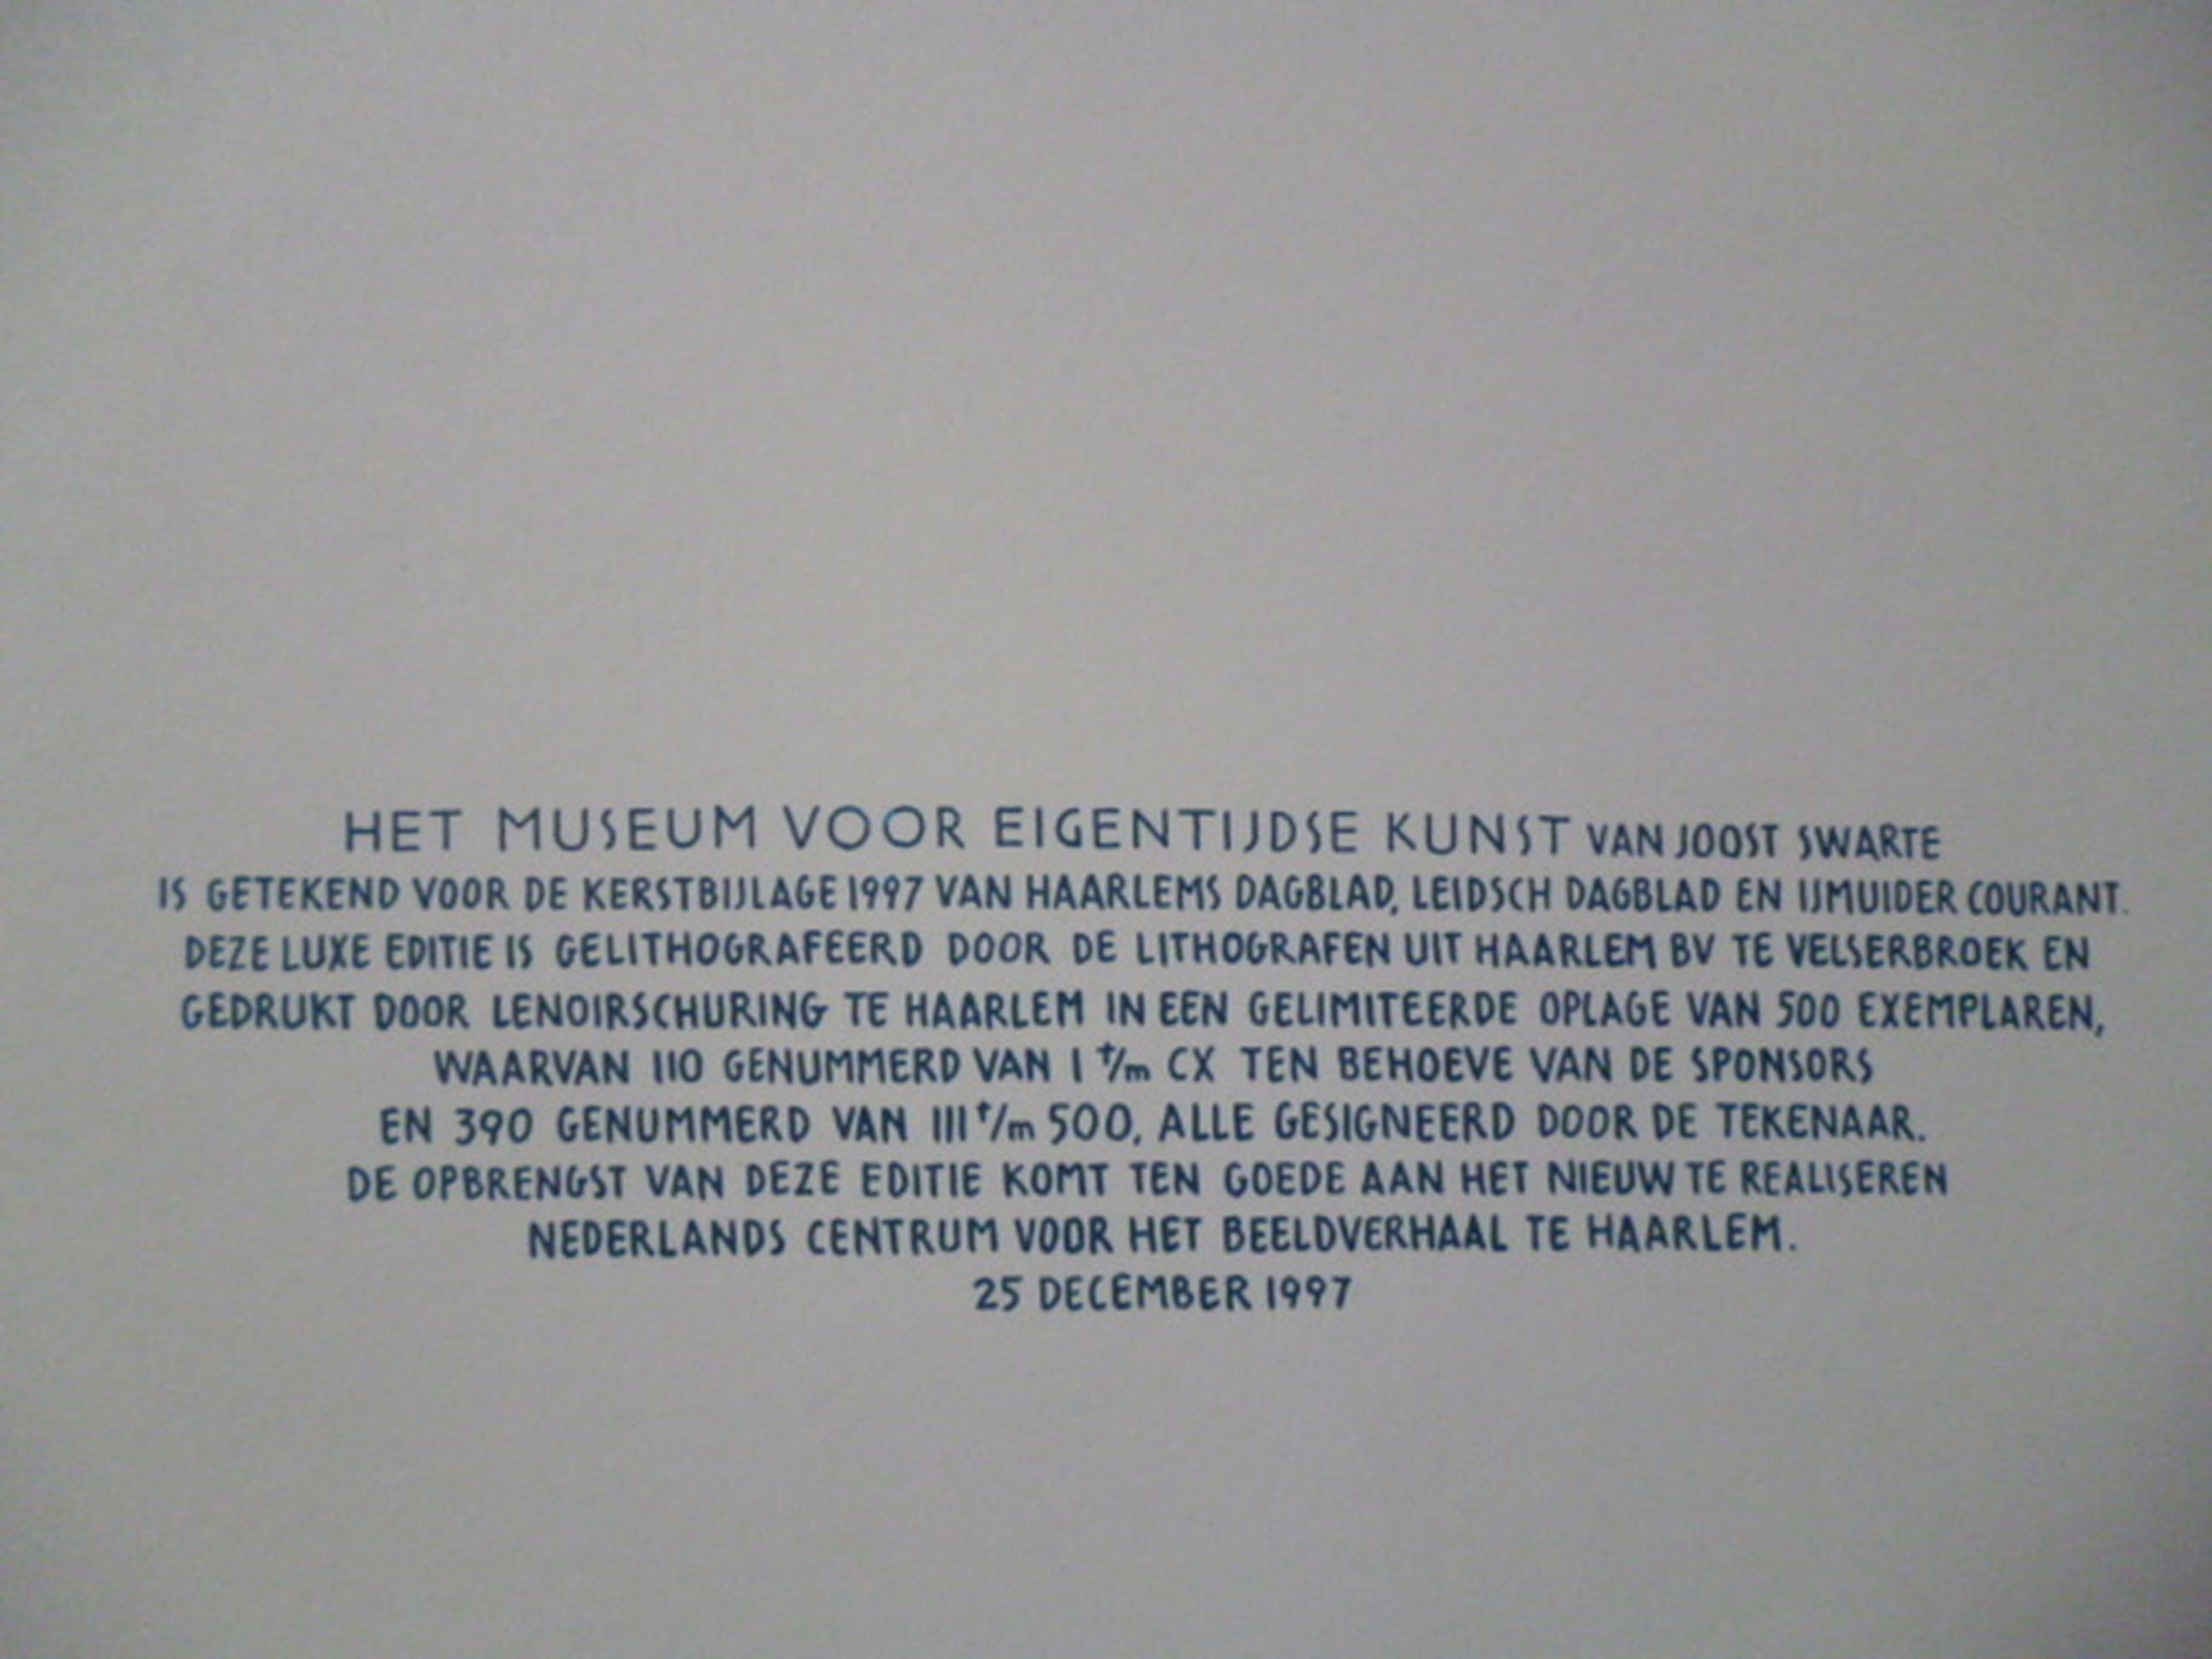 HET MUSEUM VOOR EIGENTIJDSE KUNST VAN JOOST SWARTE
IS GETEKEND VOOR DE KERSTBIJLAGE 1997 VAN HAARLEMS DAGBLAD, LEIDSCH DAGBLAD EN IJMUIDER COURANT.
DEZE LUXE EDITIE IS GELITHOGRAFEERD DOOR DE LITHOGRAFEN UIT HAARLEM BV TE VELSERBROEK EN
GEDRUKT DOOR LENOIRSCHURING TE HAARLEM IN EEN GELIMITEERDE OPLAGE VAN 500 EXEMPLAREN,
WAARVAN 110 GENUMMERD VAN I t/m CX TEN BEHOEVE VAN DE SPONSORS
EN 390 GENUMMERD VAN 111 t/m 500, ALLE GESIGNEERD DOOR DE TEKENAAR.
DE OPBRENGST VAN DEZE EDITIE KOMT TEN GOEDE AAN HET NIEUW TE REALISEREN
NEDERLANDS CENTRUM VOOR HET BEELDVERHAAL TE HAARLEM.
25 DECEMBER 1997